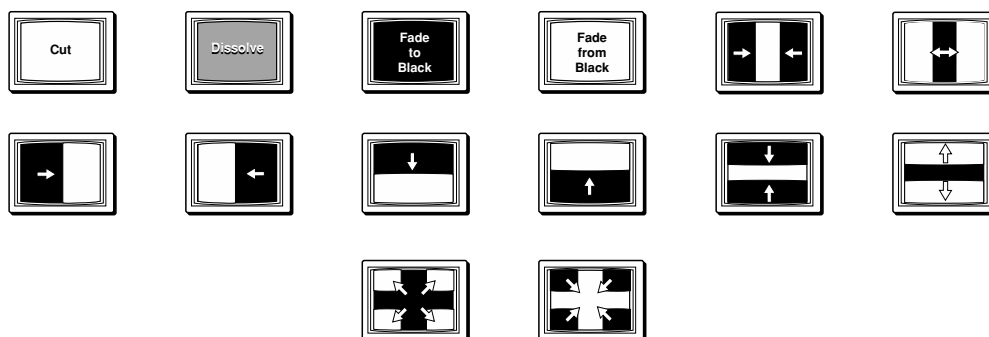 Cut
Dissolve
Fade
to
Black
Fade
from
Black